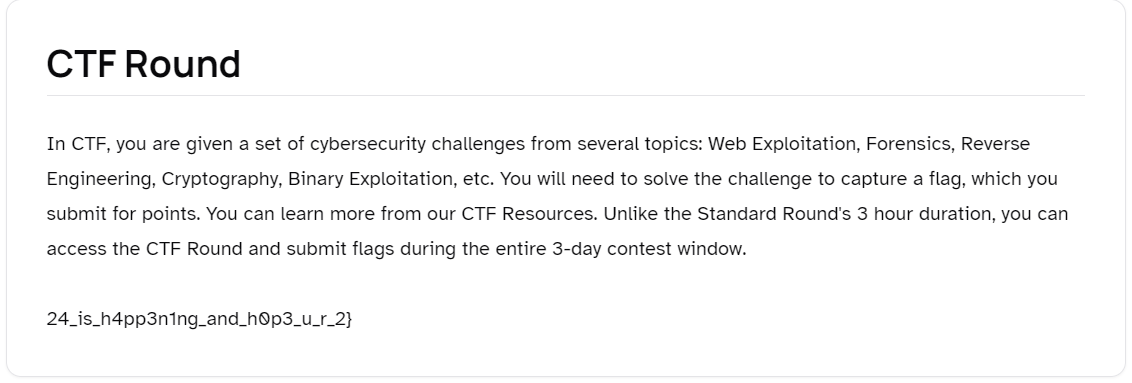 CTF Round
In CTF, you are given a set of cybersecurity challenges from several topics: Web Exploitation, Forensics, Reverse
Engineering, Cryptography, Binary Exploitation, etc. You will need to solve the challenge to capture a flag, which you
submit for points. You can learn more from our CTF Resources. Unlike the Standard Round's 3 hour duration, you can
access the CTF Round and submit flags during the entire 3-day contest window.
24_is_h4pp3n1ng_and_h0p3_u_r_2}